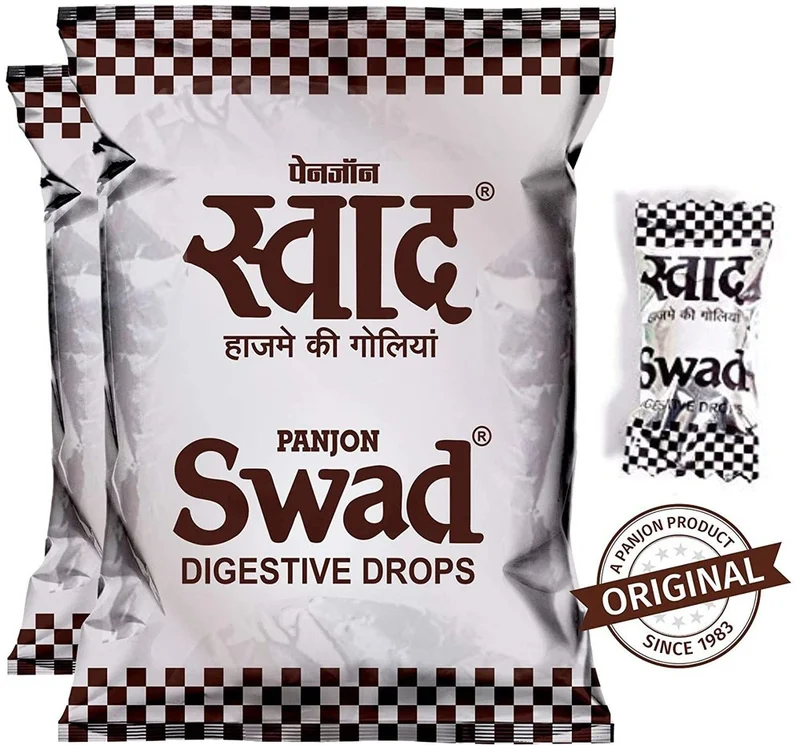 पेनजॉन
स्वाद®
हाजमे की गोलियां
PANJON
Swad®
DIGESTIVE DROPS
स्वाद
हाजमे की गोलियां
Swad
DIGESTIVE DROPS
A PANJON PRODUCT
ORIGINAL
SINCE 1983